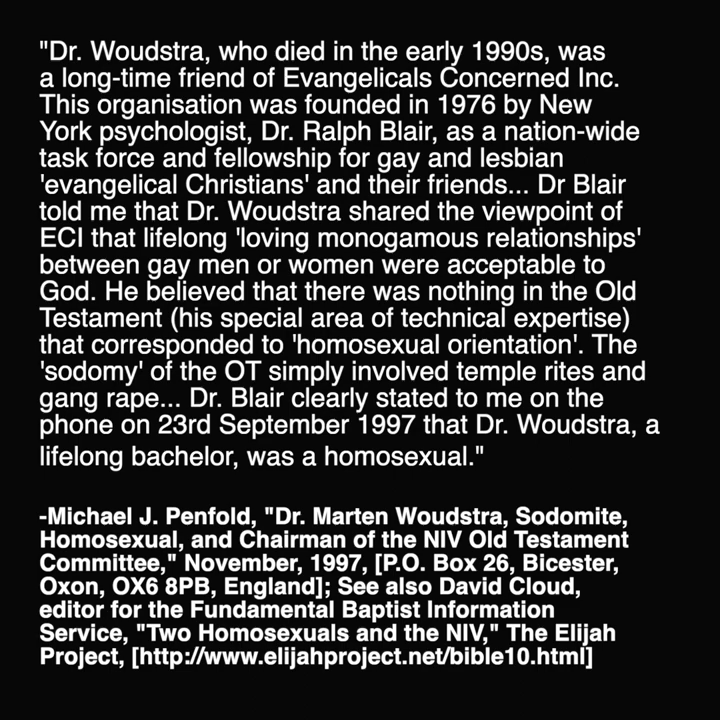 "Dr. Woudstra, who died in the early 1990s, was
a long-time friend of Evangelicals Concerned Inc.
This organisation was founded in 1976 by New
York psychologist, Dr. Ralph Blair, as a nation-wide
task force and fellowship for gay and lesbian
'evangelical Christians' and their friends... Dr Blair
told me that Dr. Woudstra shared the viewpoint of
ECI that lifelong 'loving monogamous relationships'
between gay men or women were acceptable to
God. He believed that there was nothing in the Old
Testament (his special area of technical expertise)
that corresponded to 'homosexual orientation'. The
'sodomy' of the OT simply involved temple rites and
gang rape... Dr. Blair clearly stated to me on the
phone on 23rd September 1997 that Dr. Woudstra, a
lifelong bachelor, was a homosexual."
-Michael J. Penfold, "Dr. Marten Woudstra, Sodomite,
Homosexual, and Chairman of the NIV Old Testament
Committee," November, 1997, [P.O. Box 26, Bicester,
Oxon, OX6 8PB, England]; See also David Cloud,
editor for the Fundamental Baptist Information
Service, "Two Homosexuals and the NIV," The Elijah
Project, [http://www.elijahproject.net/bible10.html]